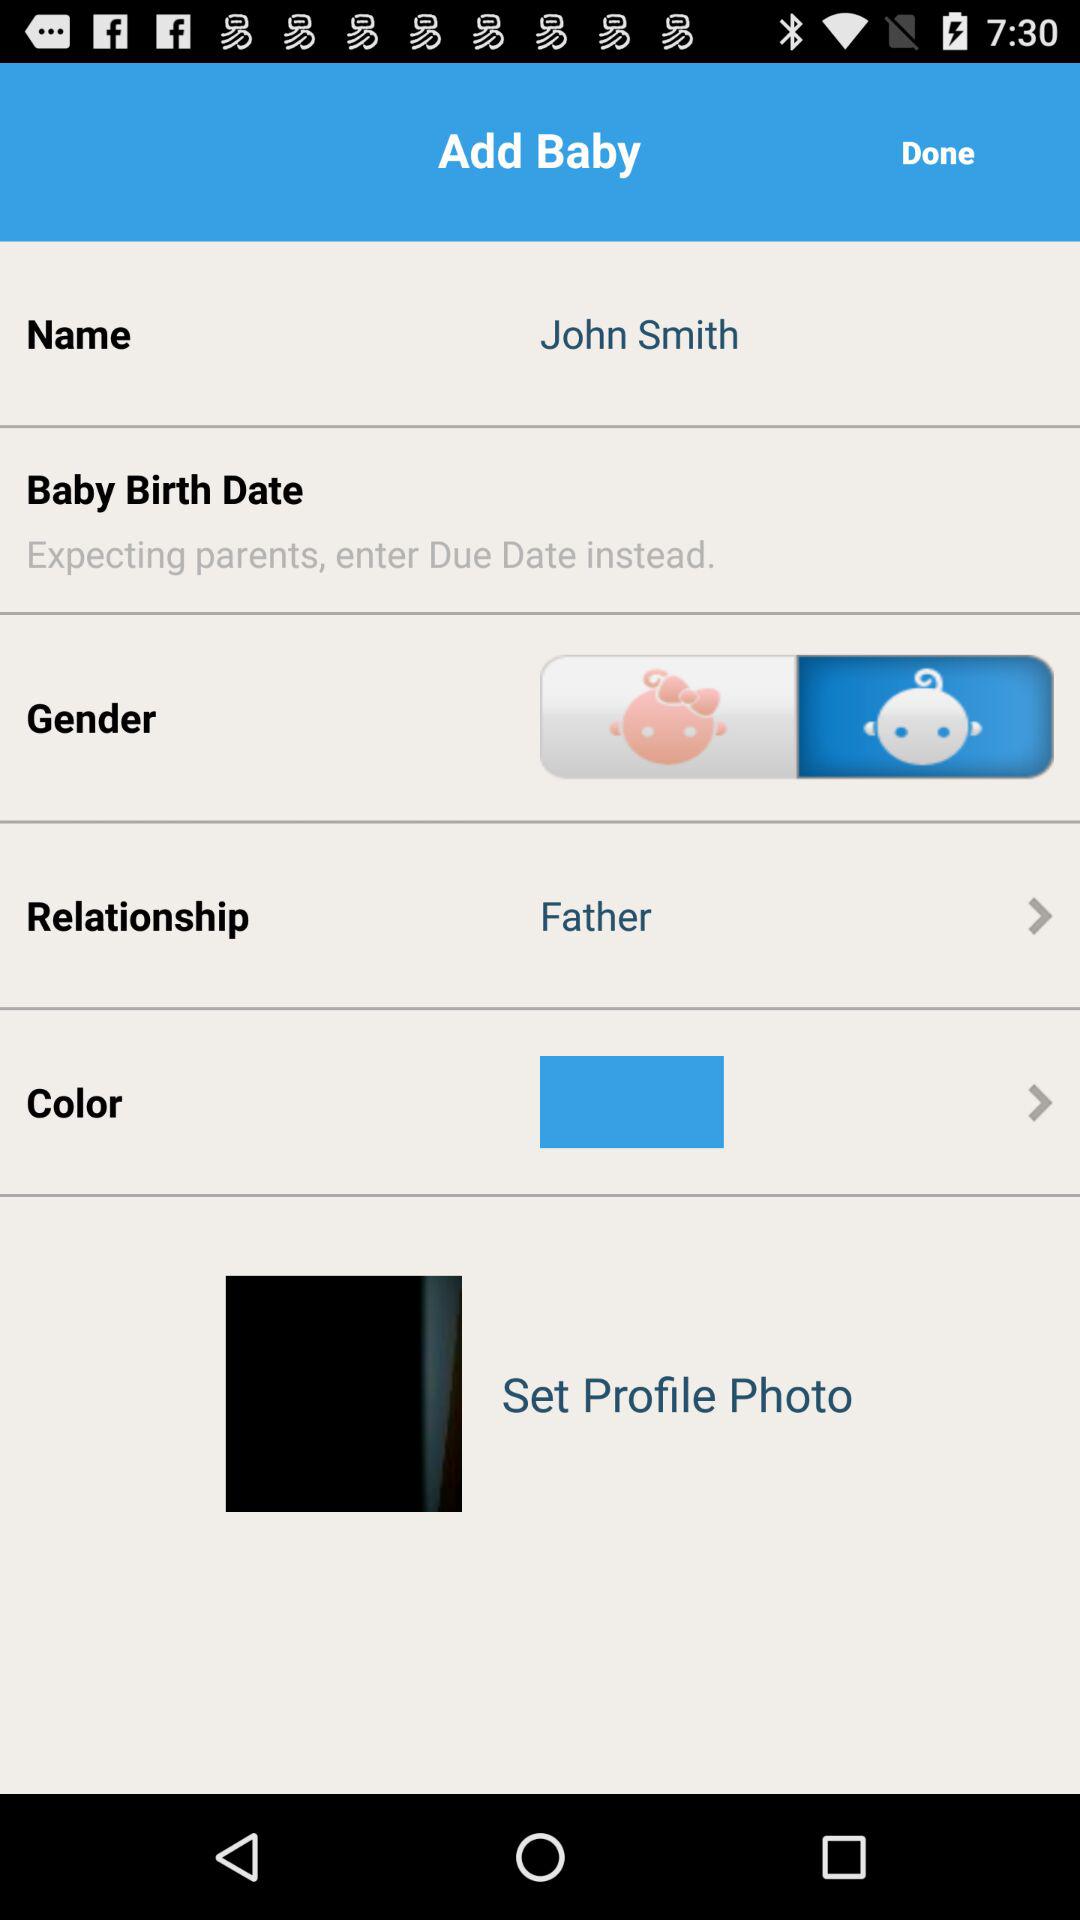 7:30
Add Baby
Done
Name
John Smith
Baby Birth Date
Expecting parents, enter Due Date instead.
Gender
Relationship
Father
Color
Set Profile Photo